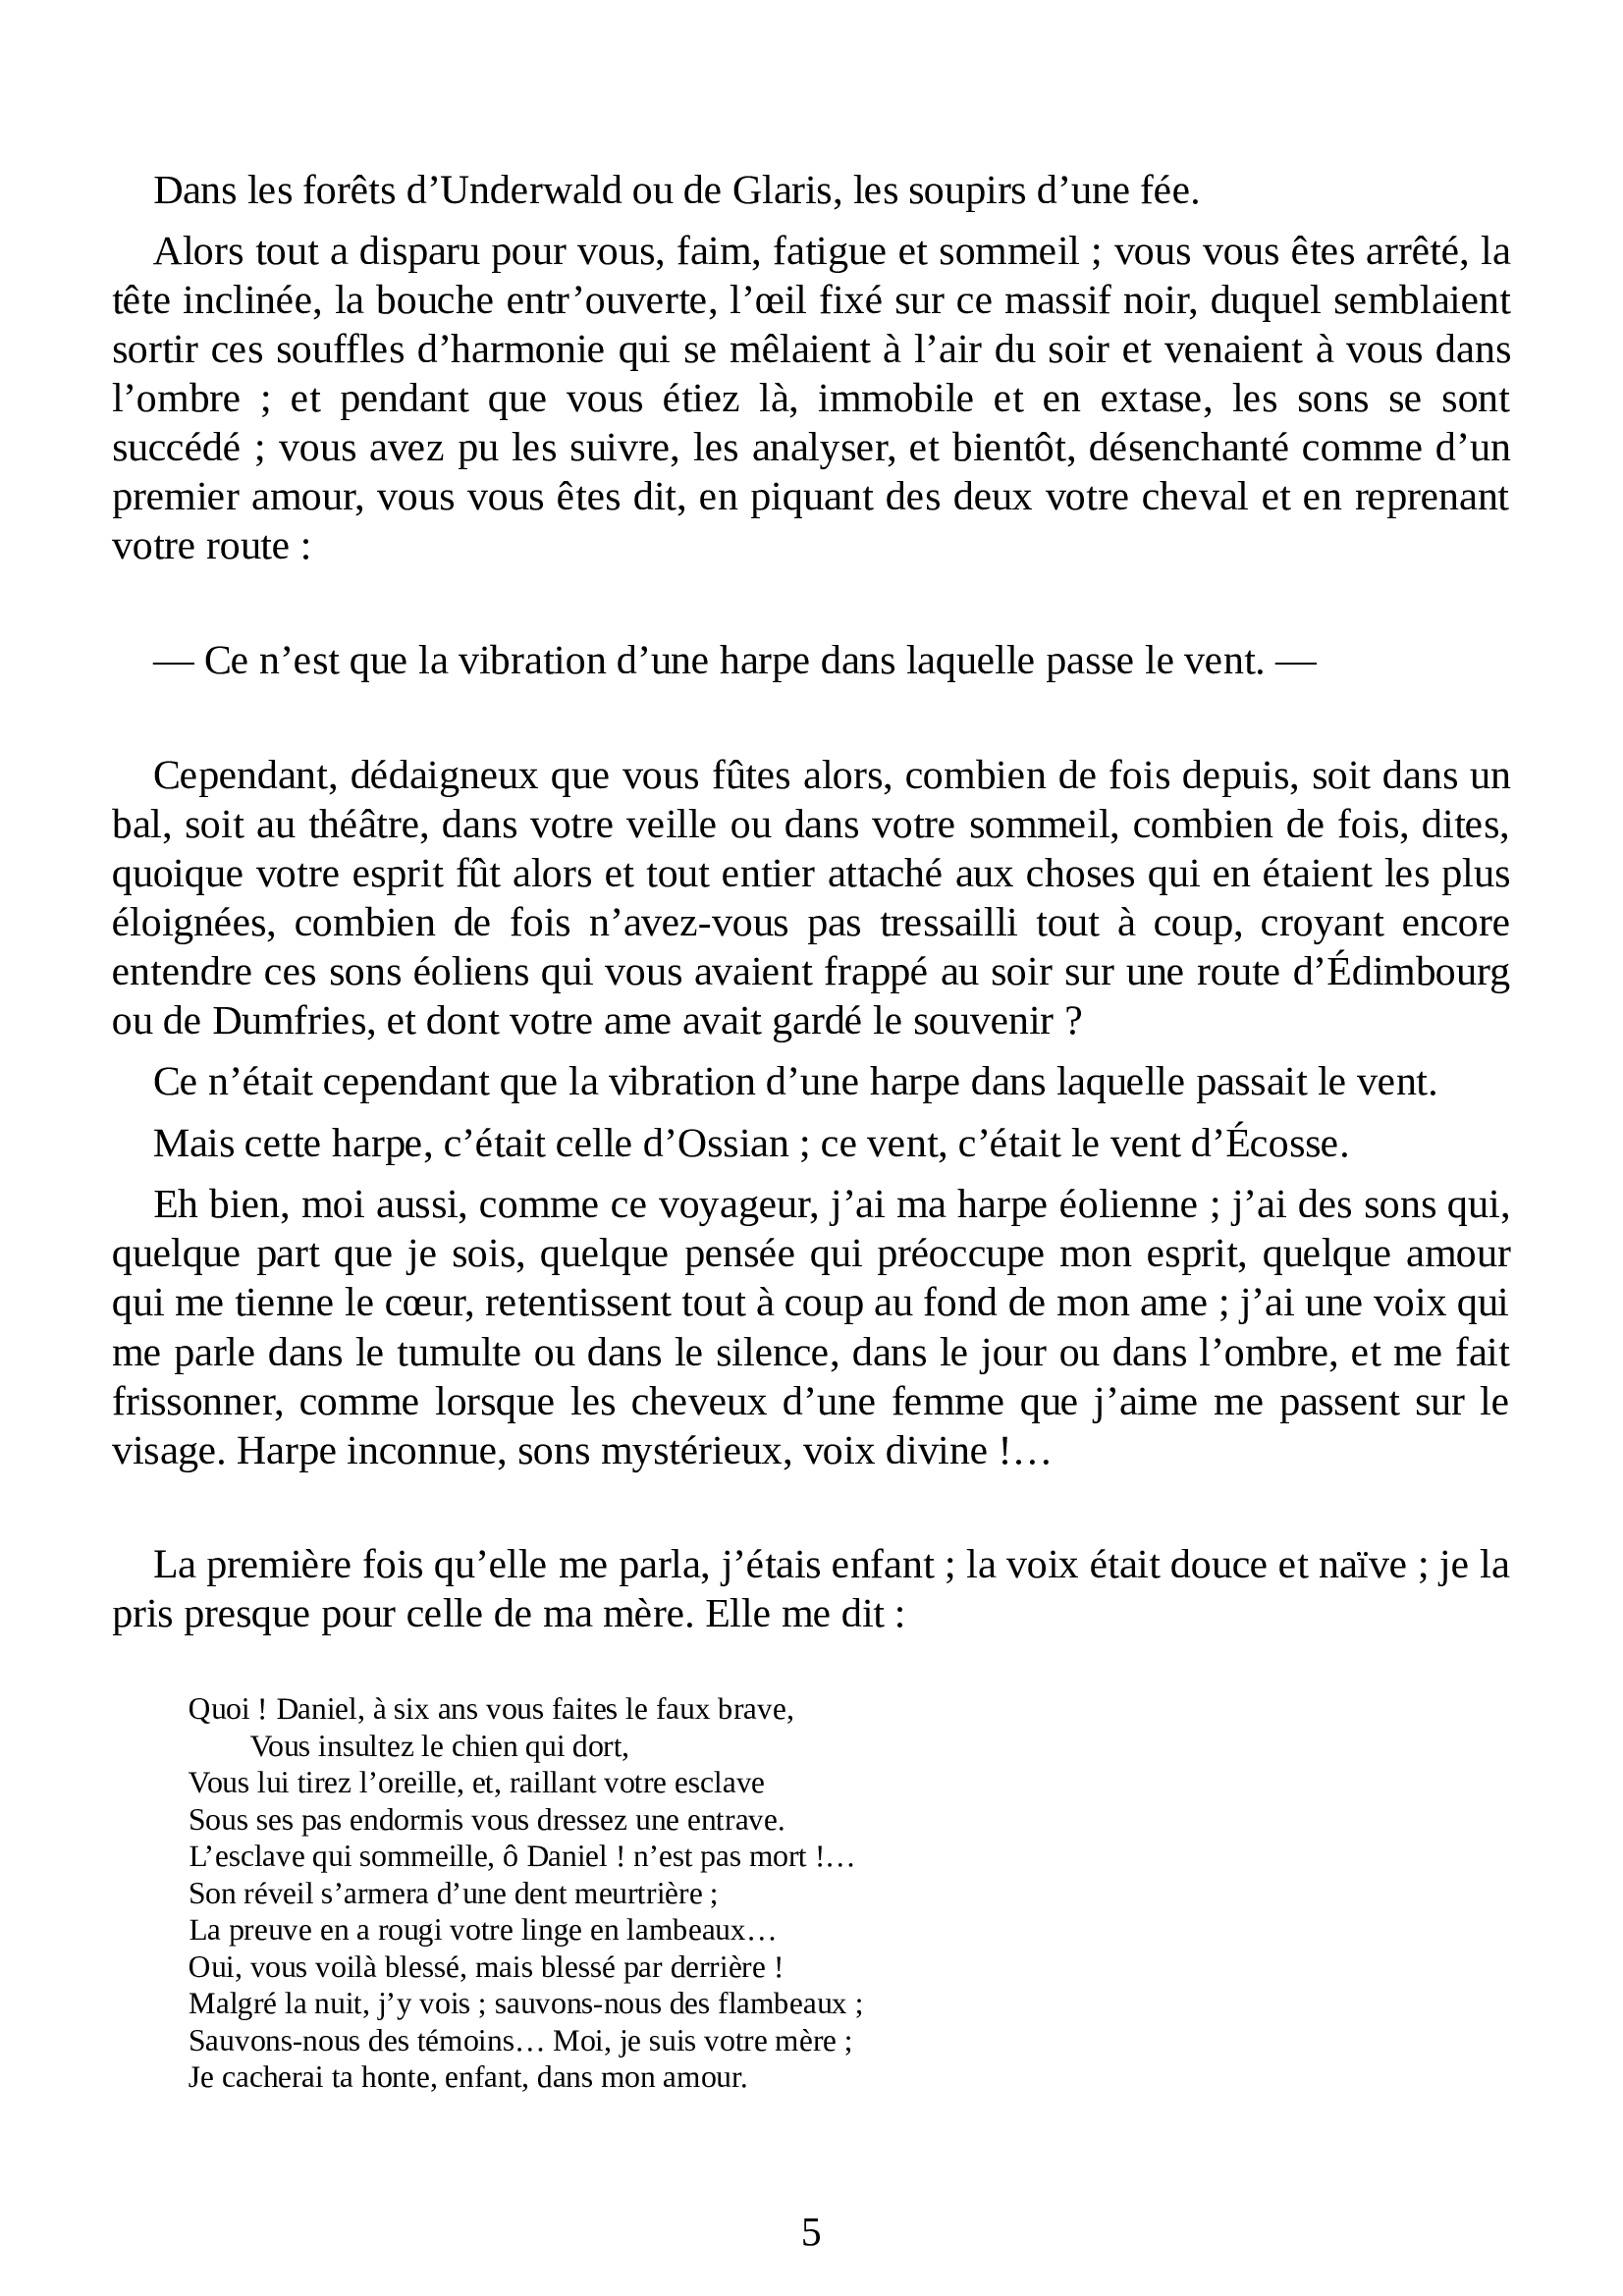 Dans les forêts d’Underwald ou de Glaris, les soupirs d’une fée.
Alors tout a disparu pour vous, faim, fatigue et sommeil ; vous vous êtes arrêté, la
tête inclinée, la bouche entr’ouverte, l’œil fixé sur ce massif noir, duquel semblaient
sortir ces souffles d’harmonie qui se mêlaient à l’air du soir et venaient à vous dans
l’ombre ; et pendant que vous étiez là, immobile et en extase, les sons se sont
succédé ; vous avez pu les suivre, les analyser, et bientôt, désenchanté comme d’un
premier amour, vous vous êtes dit, en piquant des deux votre cheval et en reprenant
votre route :
— Ce n’est que la vibration d’une harpe dans laquelle passe le vent. —
Cependant, dédaigneux que vous fûtes alors, combien de fois depuis, soit dans un
bal, soit au théâtre, dans votre veille ou dans votre sommeil, combien de fois, dites,
quoique votre esprit fût alors et tout entier attaché aux choses qui en étaient les plus
éloignées, combien de fois n’avez-vous pas tressailli tout à coup, croyant encore
entendre ces sons éoliens qui vous avaient frappé au soir sur une route d’Édimbourg
ou de Dumfries, et dont votre ame avait gardé le souvenir ?
Ce n’était cependant que la vibration d’une harpe dans laquelle passait le vent.
Mais cette harpe, c’était celle d’Ossian ; ce vent, c’était le vent d’Écosse.
Eh bien, moi aussi, comme ce voyageur, j’ai ma harpe éolienne ; j’ai des sons qui,
quelque part que je sois, quelque pensée qui préoccupe mon esprit, quelque amour
qui me tienne le cœur, retentissent tout à coup au fond de mon ame ; j’ai une voix qui
me parle dans le tumulte ou dans le silence, dans le jour ou dans l’ombre, et me fait
frissonner, comme lorsque les cheveux d’une femme que j’aime me passent sur le
visage. Harpe inconnue, sons mystérieux, voix divine !…
La première fois qu’elle me parla, j’étais enfant ; la voix était douce et naïve ; je la
pris presque pour celle de ma mère. Elle me dit :
Quoi ! Daniel, à six ans vous faites le faux brave,
Vous insultez le chien qui dort,
Vous lui tirez l’oreille, et, raillant votre esclave
Sous ses pas endormis vous dressez une entrave.
L’esclave qui sommeille, ô Daniel ! n’est pas mort !…
Son réveil s’armera d’une dent meurtrière ;
La preuve en a rougi votre linge en lambeaux…
Oui, vous voilà blessé, mais blessé par derrière !
Malgré la nuit, j’y vois ; sauvons-nous des flambeaux ;
Sauvons-nous des témoins… Moi, je suis votre mère ;
Je cacherai ta honte, enfant, dans mon amour.
5